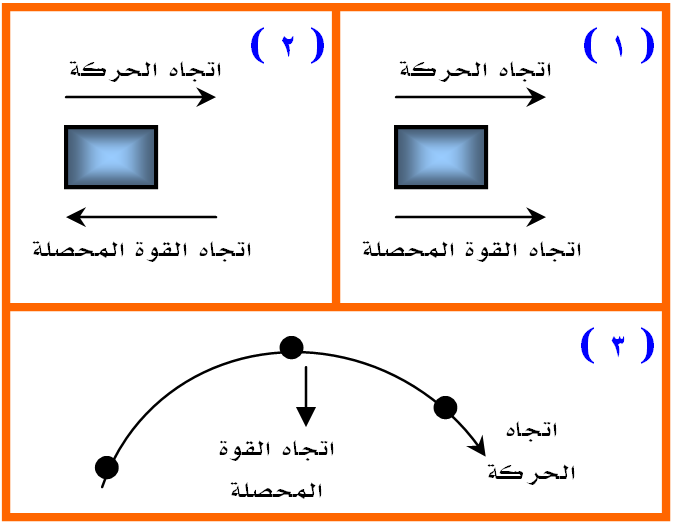 ( ١ )
اتجاه الحركة
اتجاه القوة المحصلة
( ٢ )
اتجاه الحركة
اتجاه القوة المحصلة
( ٣ )
اتجاه
الحركة
اتجاه القوة
المحصلة